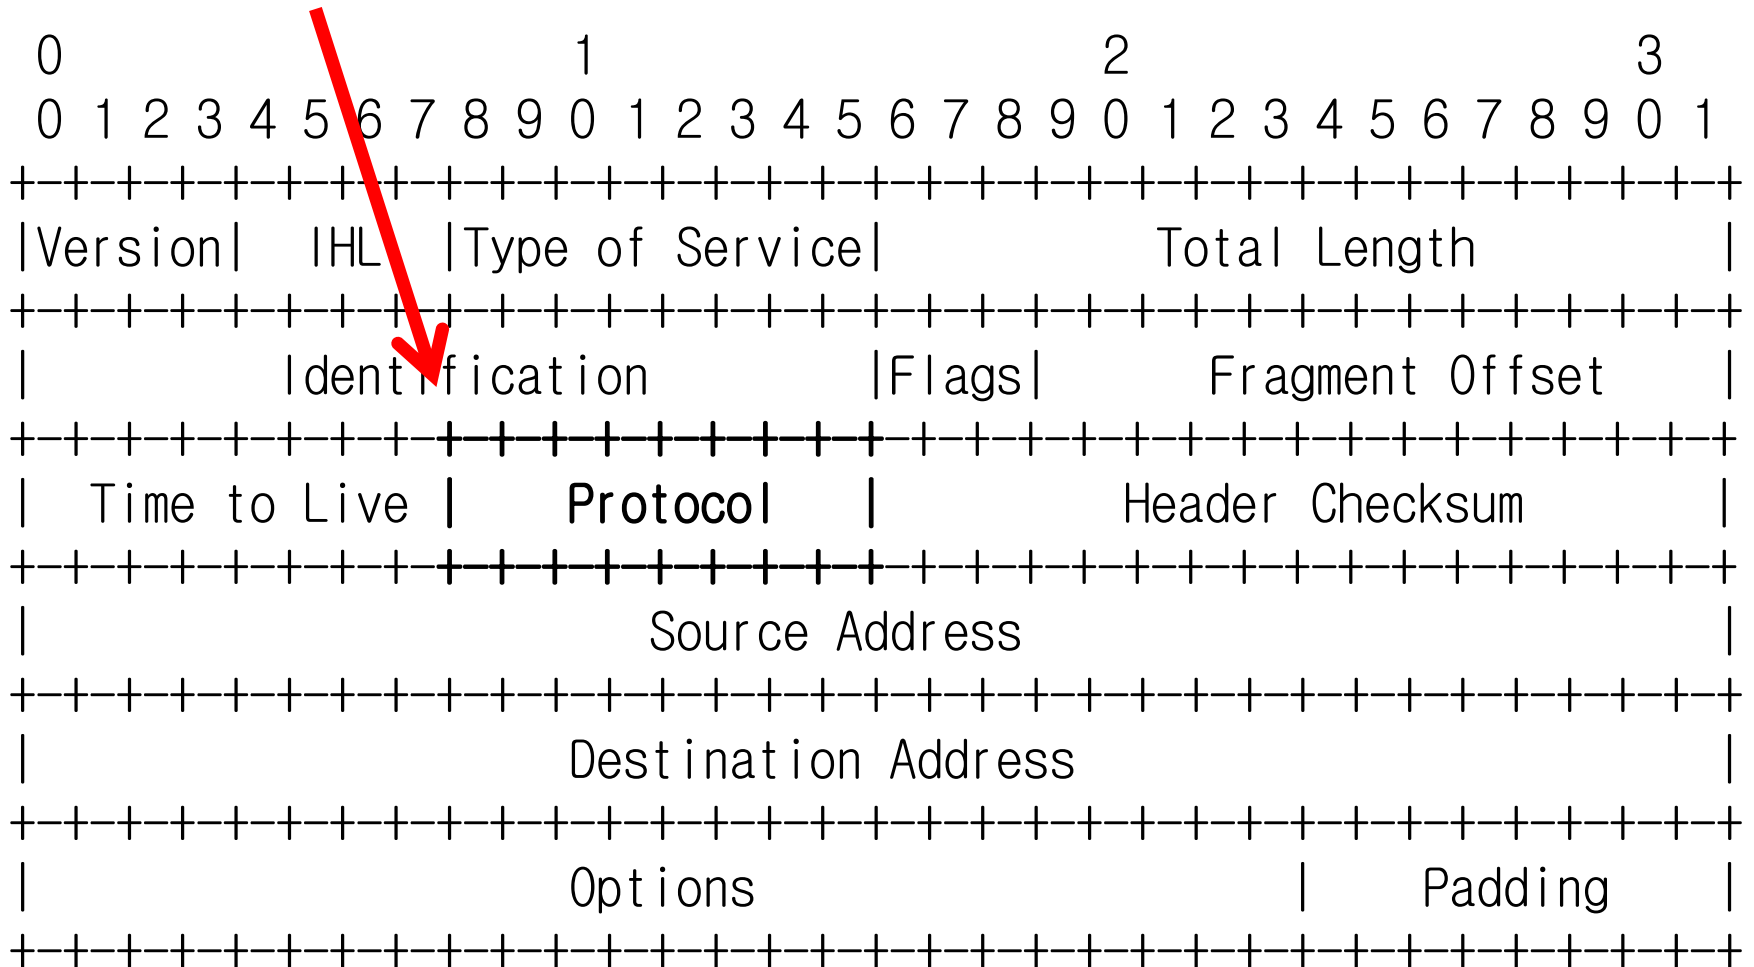 0 1 2 3
0 1 2 3 4 5 6 7 8 9 0 1 2 3 4 5 6 7 8 9 0 1 2 3 4 5 6 7 8 9 0 1
+-+-+-+-+-+-+-+-+-+-+-+-+-+-+-+-+-+-+-+-+-+-+-+-+-+-+-+-+-+-+-+-+
|Version| IHL |Type of Service| Total Length |
+-+-+-+-+-+-+-+-+-+-+-+-+-+-+-+-+-+-+-+-+-+-+-+-+-+-+-+-+-+-+-+-+
| Identification |Flags| Fragment Offset |
+-+-+-+-+-+-+-+-+-+-+-+-+-+-+-+-+-+-+-+-+-+-+-+-+-+-+-+-+-+-+-+-+
| Time to Live | Protocol | Header Checksum |
+-+-+-+-+-+-+-+-+-+-+-+-+-+-+-+-+-+-+-+-+-+-+-+-+-+-+-+-+-+-+-+-+
| Source Address |
+-+-+-+-+-+-+-+-+-+-+-+-+-+-+-+-+-+-+-+-+-+-+-+-+-+-+-+-+-+-+-+-+
| Destination Address |
+-+-+-+-+-+-+-+-+-+-+-+-+-+-+-+-+-+-+-+-+-+-+-+-+-+-+-+-+-+-+-+-+
| Options | Padding |
+-+-+-+-+-+-+-+-+-+-+-+-+-+-+-+-+-+-+-+-+-+-+-+-+-+-+-+-+-+-+-+-+